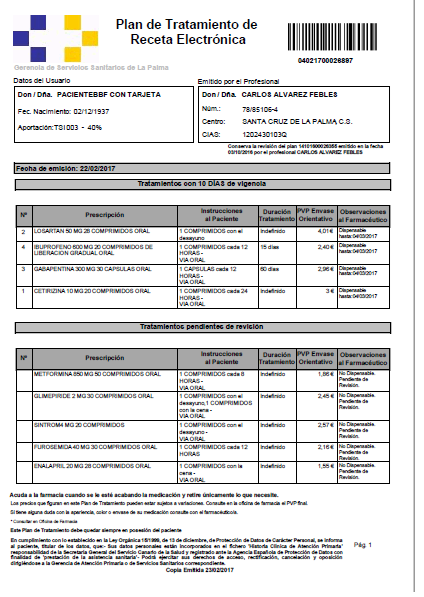 Plan de Tratamiento de
Receta Electrónica
04021700026897
Gerencia de Servicios Sanitarios de La Palma
Datos del Usuario
Emitido por el Profesional
Don / Dña. PACIENTEBBF CON TARJETA
Fec. Nacimiento: 02/12/1937
Aportación:TSI003 - 40%
Don / Dña. CARLOS ALVAREZ FEBLES
Núm.: 78/85106-4
Centro: SANTA CRUZ DE LA PALMA C.S.
CIAS: 1202430103Q
Conserva la revisión del plan 14101600026355 emitido en la fecha
03/10/2016 por el profesional CARLOS ALVAREZ FEBLES
Fecha de emisión: 22/02/2017
Tratamientos con 10 DÍAS de vigencia
Nº Prescripción Instrucciones al Paciente Duración Tratamiento PVP Envase Orientativo Observaciones al Farmacéutico
2 LOSARTAN 50 MG 28 COMPRIMIDOS ORAL 1 COMPRIMIDOS con el desayuno Indefinido 4,01 € Dispensable hasta: 04/03/2017
4 IBUPROFENO 600 MG 20 COMPRIMIDOS DE LIBERACION GRADUAL ORAL 1 COMPRIMIDOS cada 12 HORAS - VIA ORAL 15 días 2,40 € Dispensable hasta: 04/03/2017
3 GABAPENTINA 300 MG 30 CAPSULAS ORAL 1 CAPSULAS cada 12 HORAS - VIA ORAL 60 días 2,96 € Dispensable hasta: 04/03/2017
1 CETIRIZINA 10 MG 20 COMPRIMIDOS ORAL 1 COMPRIMIDOS cada 24 HORAS - VIA ORAL Indefinido 3 € Dispensable hasta: 04/03/2017
Tratamientos pendientes de revisión
Nº Prescripción Instrucciones al Paciente Duración Tratamiento PVP Envase Orientativo Observaciones al Farmacéutico
METFORMINA 850 MG 50 COMPRIMIDOS ORAL 1 COMPRIMIDOS cada 8 HORAS - VIA ORAL Indefinido 1,86 € No Dispensable. Pendiente de Revisión.
GLIMEPIRIDE 2 MG 30 COMPRIMIDOS ORAL 1 COMPRIMIDOS con el desayuno,1 COMPRIMIDOS con la cena - VIA ORAL Indefinido 2,45 € No Dispensable. Pendiente de Revisión.
SINTROM 4 MG 20 COMPRIMIDOS 1 COMPRIMIDOS con el desayuno - VIA ORAL Indefinido 2,57 € No Dispensable. Pendiente de Revisión.
FUROSEMIDA 40 MG 30 COMPRIMIDOS ORAL 1 COMPRIMIDOS cada 12 HORAS Indefinido 2,16 € No Dispensable. Pendiente de Revisión.
ENALAPRIL 20 MG 28 COMPRIMIDOS ORAL 1 COMPRIMIDOS con la cena - VIA ORAL Indefinido 1,55 € No Dispensable. Pendiente de Revisión.
Acuda a la farmacia cuando se le esté acabando la medicación y retire únicamente lo que necesite.
Los precios que figuran en este Plan de Tratamiento pueden estar sujetos a variaciones. Consulte en la oficina de farmacia el PVP final.
Si tiene alguna duda con la apariencia, color o envase de su medicación consulte con el farmacéutico/a.
* Consultar en Oficina de Farmacia
Este Plan de Tratamiento debe quedar siempre en posesión del paciente
En cumplimiento con lo establecido en la Ley Orgánica 15/1999, de 13 de diciembre, de Protección de Datos de Carácter Personal, se informa
al paciente, titular de los datos, que:- Sus datos personales están incorporados en el fichero 'Historia Clínica de Atención Primaria'
responsabilidad de la Secretaría General del Servicio Canario de la Salud y registrado ante la Agencia Española de Protección de Datos con
finalidad de 'prestación de la asistencia sanitaria'- Podrá ejercitar sus derechos de acceso, rectificación, cancelación y oposición
dirigiéndose a la Gerencia de Atención Primaria o de Servicios Sanitarios correspondiente.
Pág. 1
Copia Emitida 23/02/2017